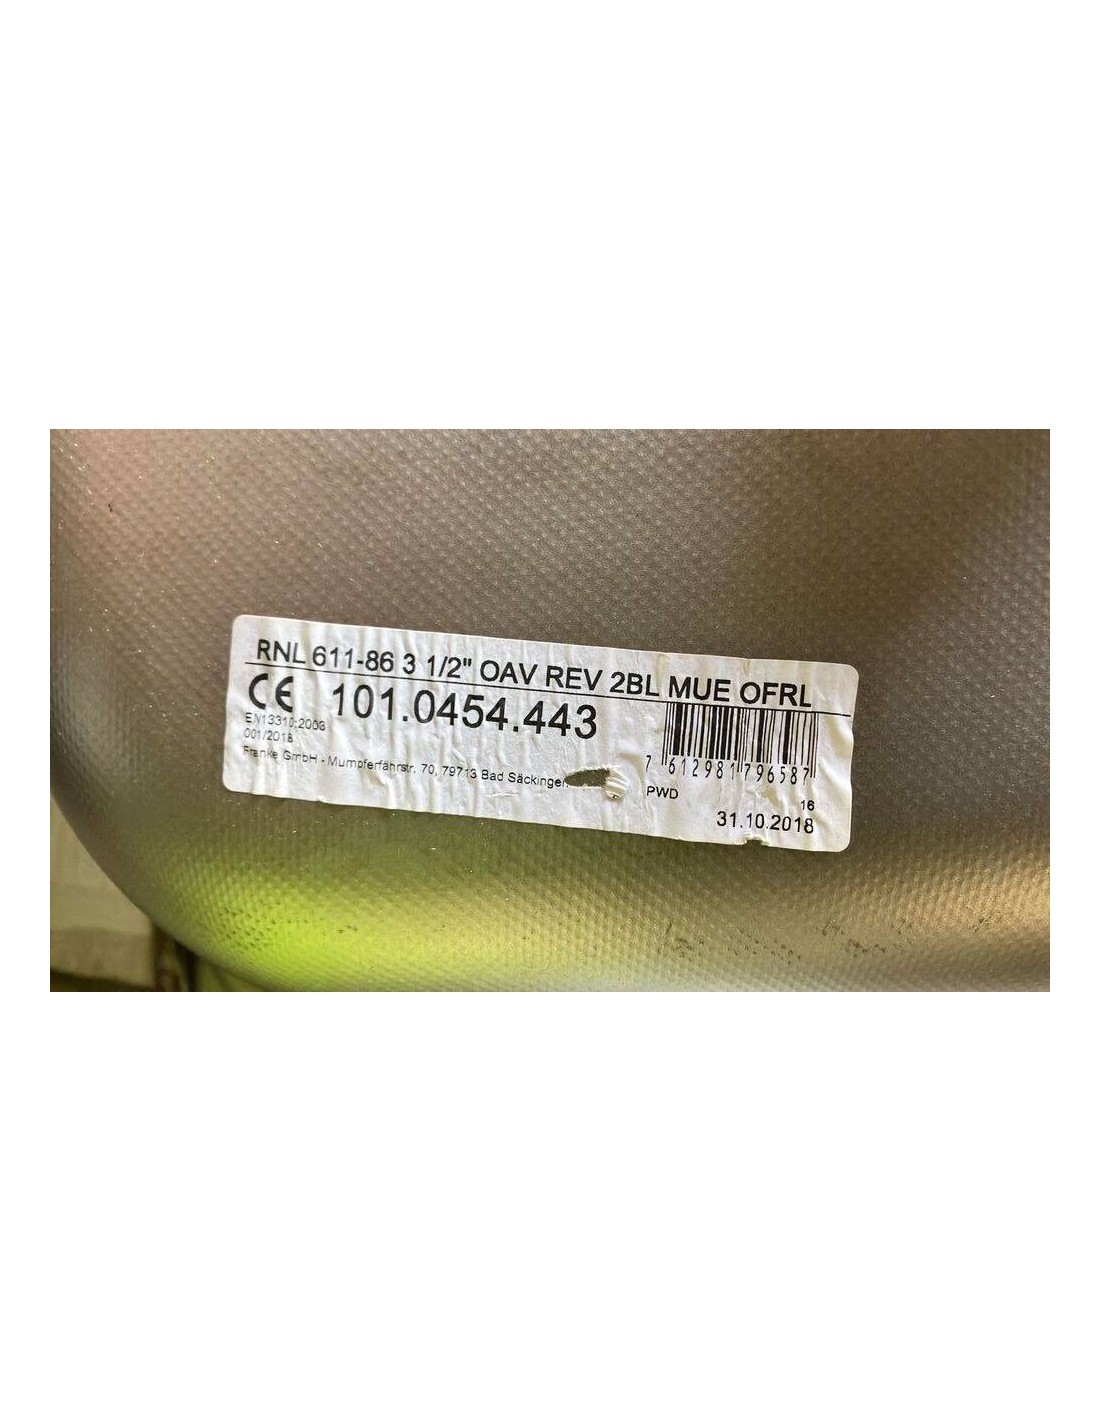 RNL 611-86 3 1/2" OAV REV 2BL MUE OFRL
CE 101.0454.443
EN13310:2003
001/2018
Franke GmbH - Mumpferfährstr. 70, 79713 Bad Säckingen
7 612981 796587
PWD
16
31.10.2018